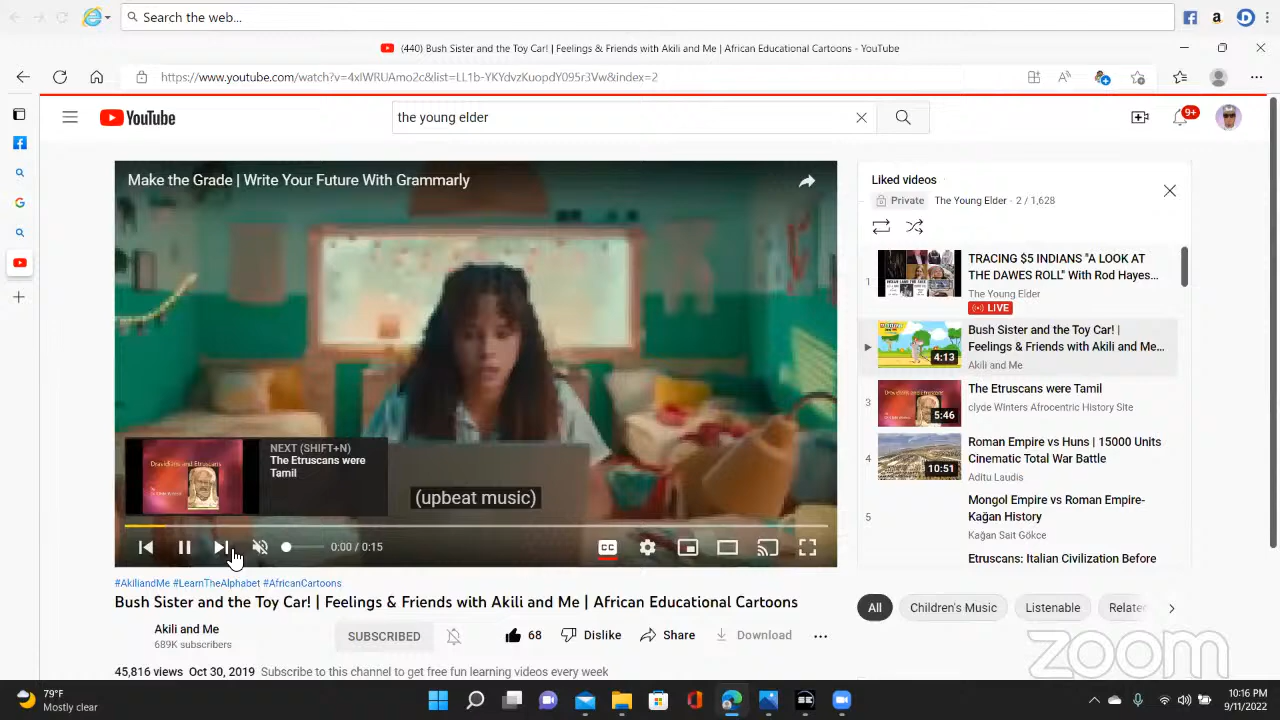 Search the web...
(440) Bush Sister and the Toy Car! | Feelings & Friends with Akili and Me | African Educational Cartoons - YouTube
https://www.youtube.com/watch?v=4xIWRUAmo2c&list=LL1b-YKYdvzKuopdY095r3Vw&index=2
YouTube
the young elder
9+
Make the Grade | Write Your Future With Grammarly
NEXT (SHIFT+N)
The Etruscans were
Tamil
Dravidians and Etruscans
(upbeat music)
0:00 / 0:15
CC
#AkiliandMe #LearnTheAlphabet #AfricanCartoons
Bush Sister and the Toy Car! | Feelings & Friends with Akili and Me | African Educational Cartoons
Akili and Me
689K subscribers
SUBSCRIBED
68
Dislike
Share
Download
45,816 views Oct 30, 2019 Subscribe to this channel to get free fun learning videos every week
Liked videos
Private The Young Elder - 2 / 1,628
1
TRACING $5 INDIANS "A LOOK AT
THE DAWES ROLL" With Rod Hayes...
The Young Elder
LIVE
4:13
Bush Sister and the Toy Car! |
Feelings & Friends with Akili and Me...
Akili and Me
3
5:46
The Etruscans were Tamil
clyde Winters Afrocentric History Site
4
10:51
Roman Empire vs Huns | 15000 Units
Cinematic Total War Battle
Aditu Laudis
5
Mongol Empire vs Roman Empire-
Kağan History
Kağan Sait Gökce
Etruscans: Italian Civilization Before
All
Children's Music
Listenable
Relate
zoom
79°F
Mostly clear
10:16 PM
9/11/2022